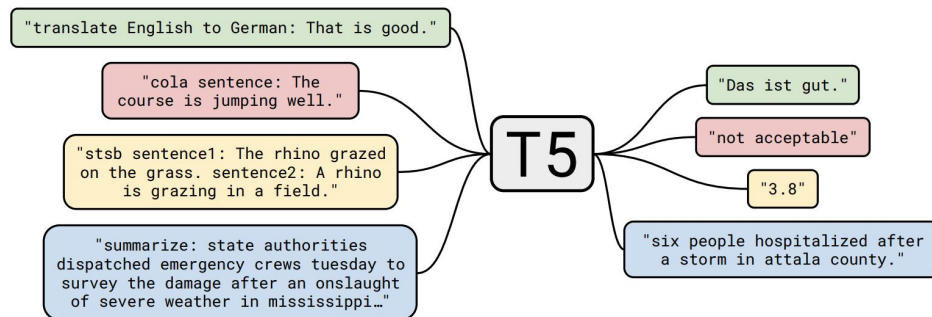 "translate English to German: That is good."
"cola sentence: The
course is jumping well."
"stsb sentence1: The rhino grazed
on the grass. sentence2: A rhino
is grazing in a field."
"summarize: state authorities
dispatched emergency crews tuesday to
survey the damage after an onslaught
of severe weather in mississippi…"
T5
"Das ist gut."
"not acceptable"
"3.8"
"six people hospitalized after
a storm in attala county."